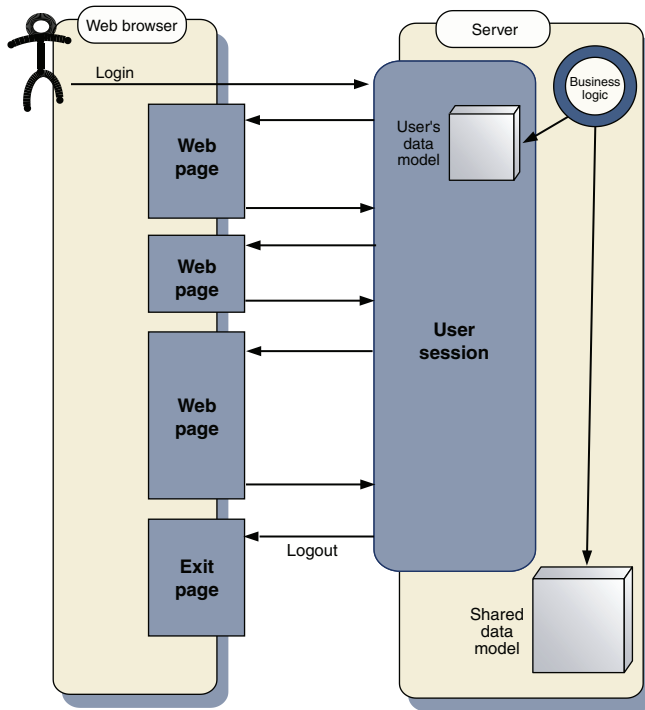 Web browser
Server
Login
Business
logic
User's
data
model
Web
page
Web
page
User
session
Web
page
Logout
Exit
page
Shared
data
model